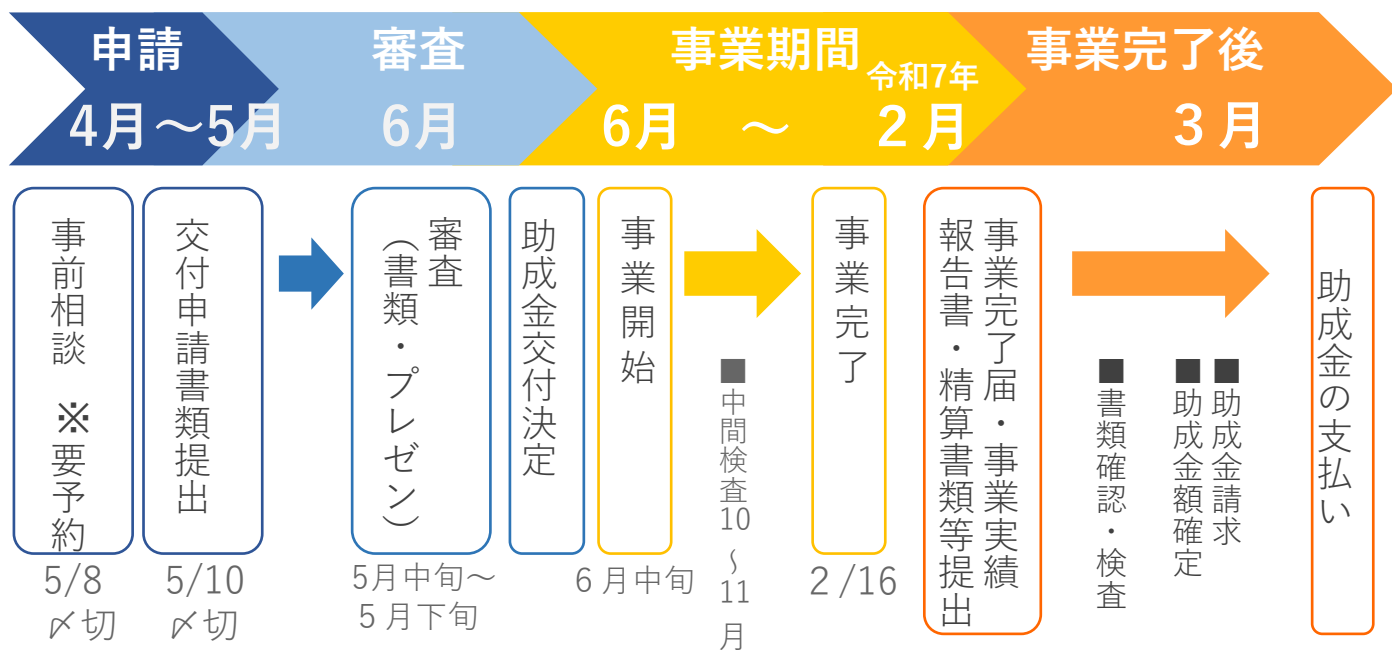 申請
4月～5月
審査
6月
事業期間
令和7年
6月 ～ 2月
事業完了後
3月
事前相談 ※要予約
5/8
〆切
交付申請書類提出
5/10
〆切
審査
（書類・プレゼン）
5月中旬～
5月下旬
助成金交付決定
事業開始
6月中旬
■中間検査10～11月
事業完了
2/16
事業完了届・事業実績
報告書・精算書類等提出
■書類確認・検査
■助成金請求
■助成金額確定
助成金の支払い